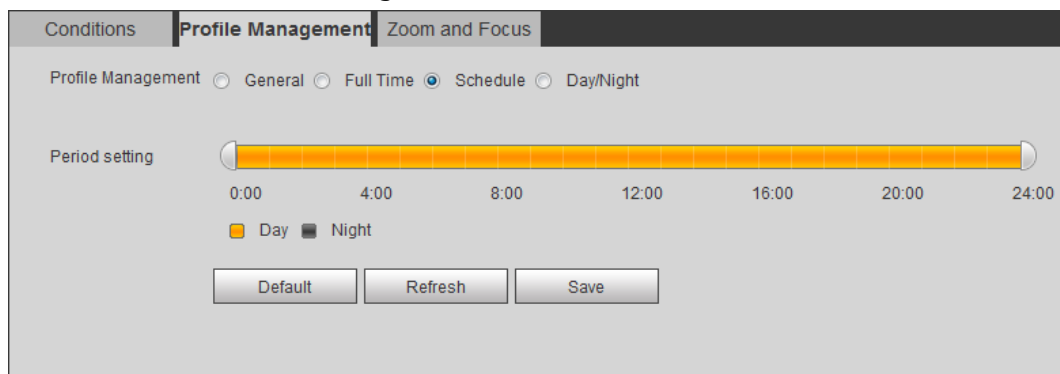 Conditions Profile Management Zoom and Focus
Profile Management General Full Time Schedule Day/Night
Period setting
0:00 4:00 8:00 12:00 16:00 20:00 24:00
Day Night
Default Refresh Save